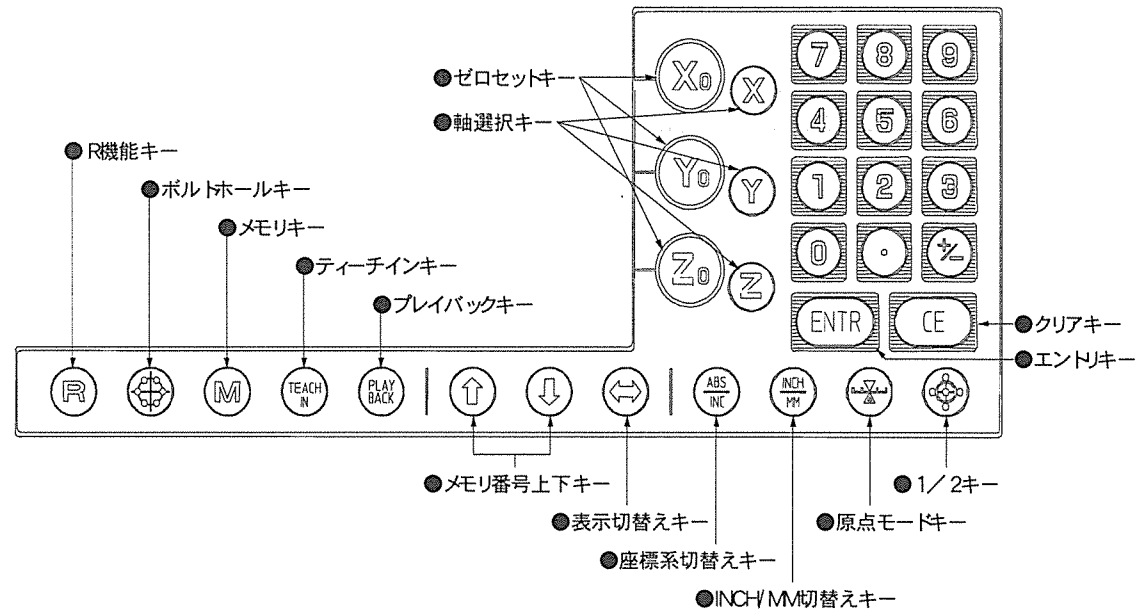 ●ゼロセットキー
●軸選択キー
X0
X
Y0
Y
Z0
Z
7 8 9
4 5 6
1 2 3
0 · +/−
ENTR CE
●クリアキー
●エントリキー
●R機能キー
●ボルトホールキー
●メモリキー
●ティーチインキー
●プレイバックキー
R
M
TEACH IN
PLAY BACK
↑ ↓ ⇔
ABS/INC
INCH/MM
●メモリ番号上下キー
●表示切替えキー
●座標系切替えキー
●INCH/MM切替えキー
●原点モードキー
●1/2キー